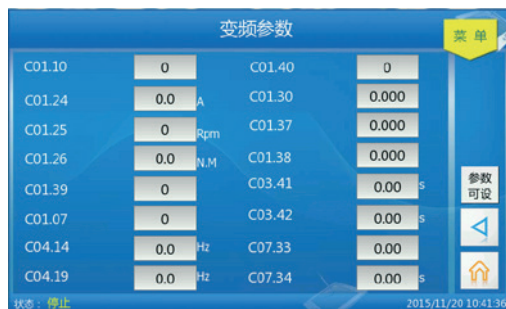 变频参数
菜 单
C01.10 0 C01.40 0
C01.24 0.0 A C01.30 0.000
C01.25 0 Rpm C01.37 0.000
C01.26 0.0 N.M C01.38 0.000
C01.39 0 C03.41 0.00 s
C01.07 0 C03.42 0.00 s
C04.14 0.0 Hz C07.33 0.00
C04.19 0.0 Hz C07.34 0.00 s
参数
可设
状态： 停止 2015/11/20 10:41:36